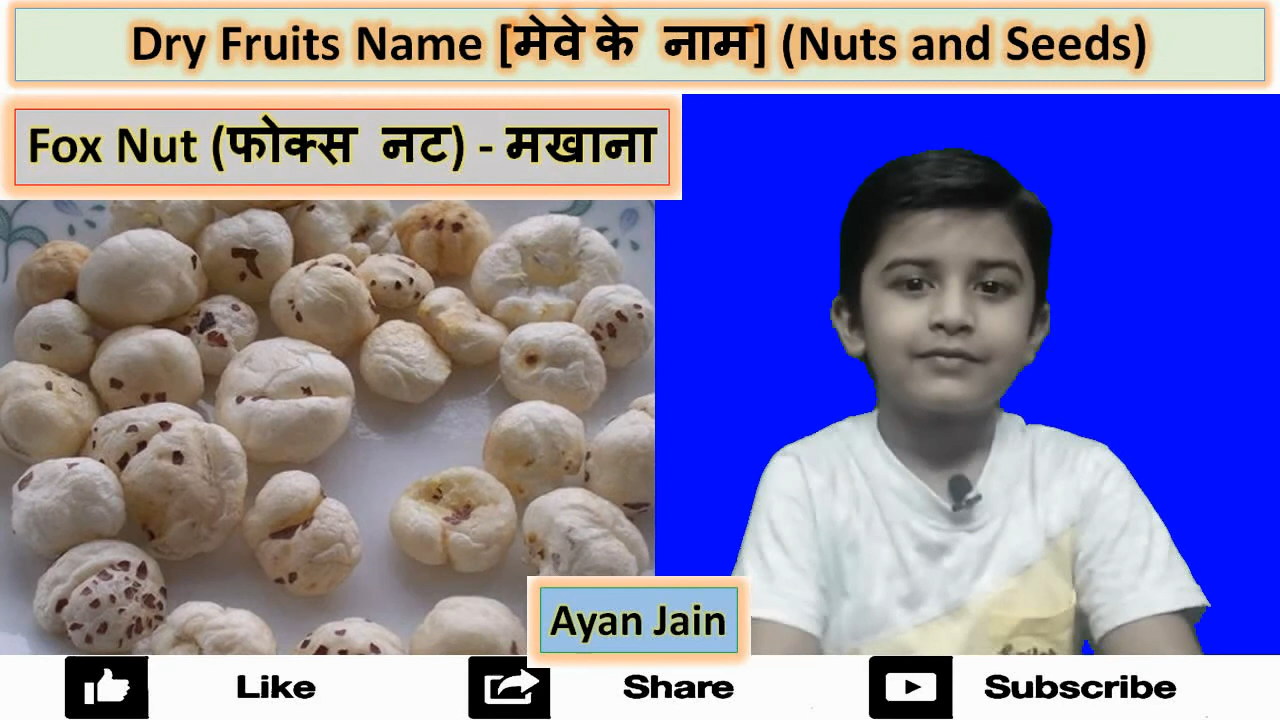 Dry Fruits Name [मेवे के नाम] (Nuts and Seeds)
Fox Nut (फोक्स नट) - मखाना
Ayan Jain
Like
Share
Subscribe